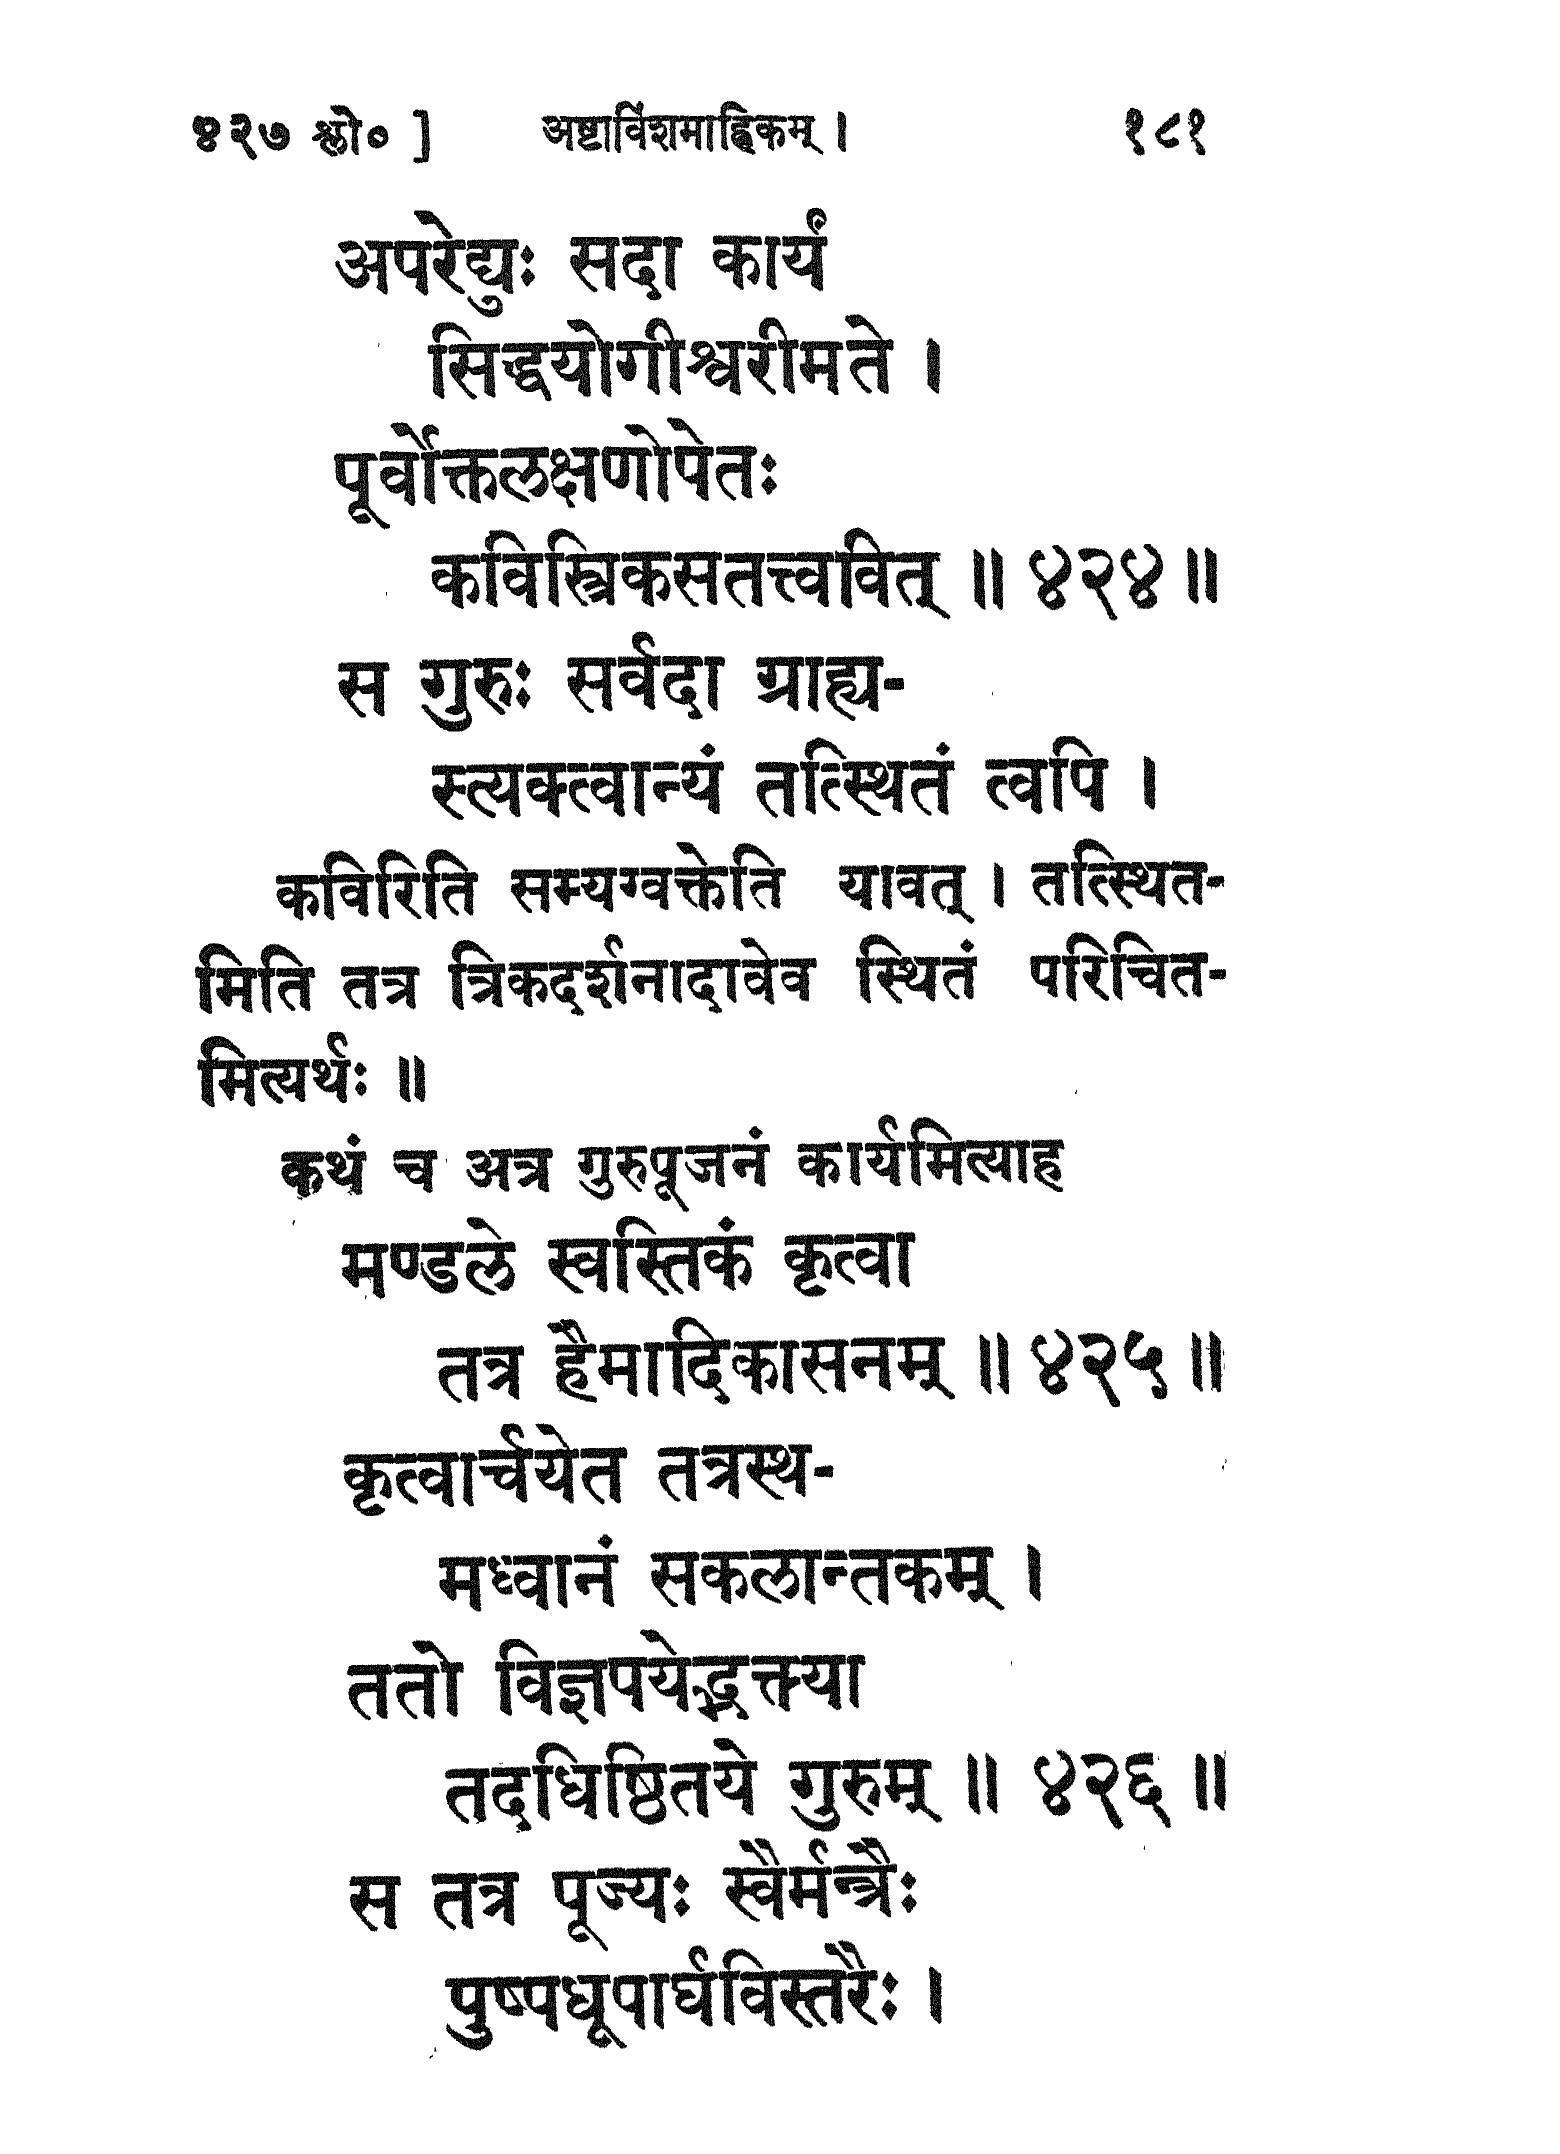 ४२७ श्लो० ] अष्टाविंशमाह्निकम् । १८१
अपरेद्युः सदा कार्यं
सिद्धयोगीश्वरीमते ।
पूर्वोक्तलक्षणोपेतः
कविस्त्रिकसतत्त्ववित् ॥ ४२४ ॥
स गुरुः सर्वदा ग्राह्य-
स्त्यक्त्वान्यं तत्स्थितं त्वपि ।
कविरिति सम्यग्वक्तेति यावत् । तत्स्थित-
मिति तत्र त्रिकदर्शनादावेव स्थितं परिचित-
मित्यर्थः ॥
कथं च अत्र गुरुपूजनं कार्यमित्याह
मण्डले स्वस्तिकं कृत्वा
तत्र हैमादिकासनम् ॥ ४२५ ॥
कृत्वार्चयेत तत्रस्थ-
मध्वानं सकलान्तकम् ।
ततो विज्ञपयेद्भक्त्या
तदधिष्ठितये गुरुम् ॥ ४२६ ॥
स तत्र पूज्यः स्वैर्मन्त्रैः
पुष्पधूपार्घविस्तरैः ।